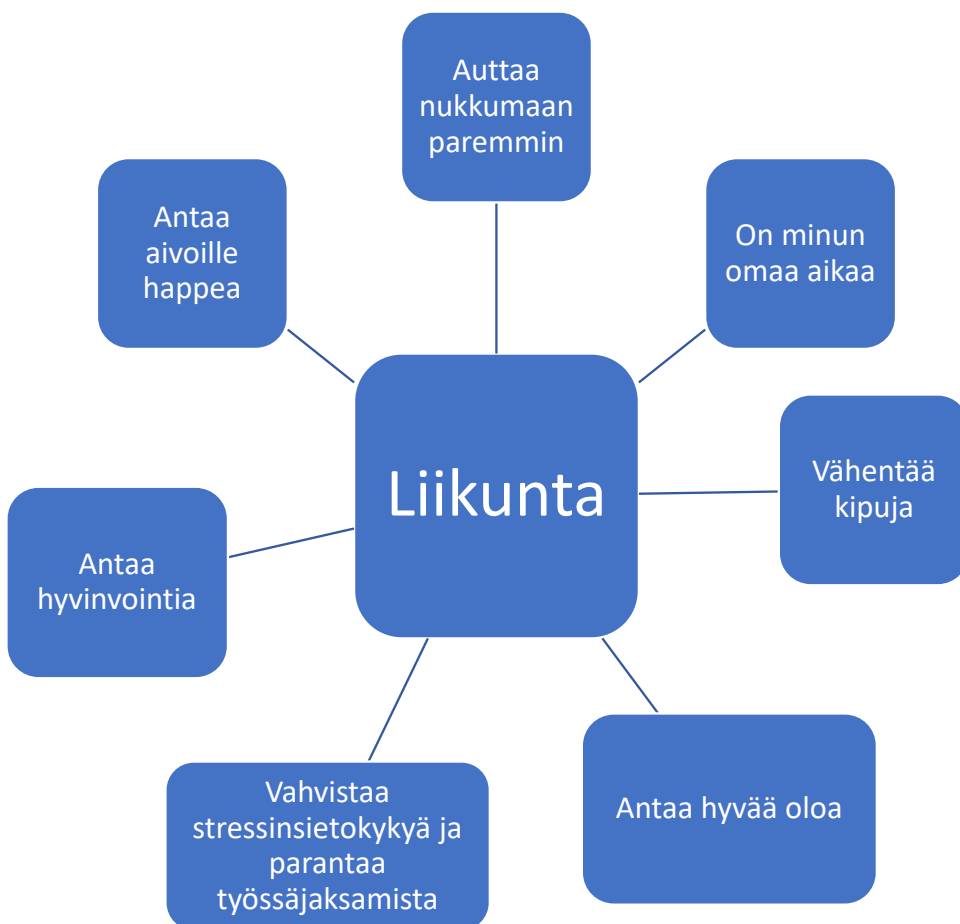 Auttaa
nukkumaan
paremmin
Antaa
aivoille
happea
On minun
omaa aikaa
Liikunta
Vähentää
kipuja
Antaa
hyvinvointia
Antaa hyvää oloa
Vahvistaa
stressinsietokykyä ja
parantaa
työssäjaksamista